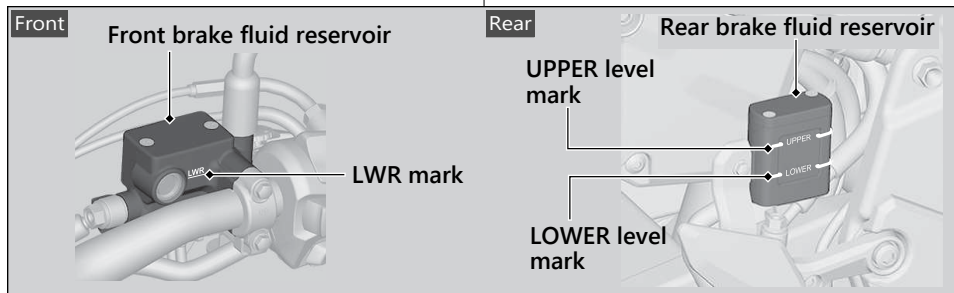 Front
Front brake fluid reservoir
LWR
LWR mark
Rear
Rear brake fluid reservoir
UPPER level
mark
UPPER
LOWER
LOWER level
mark